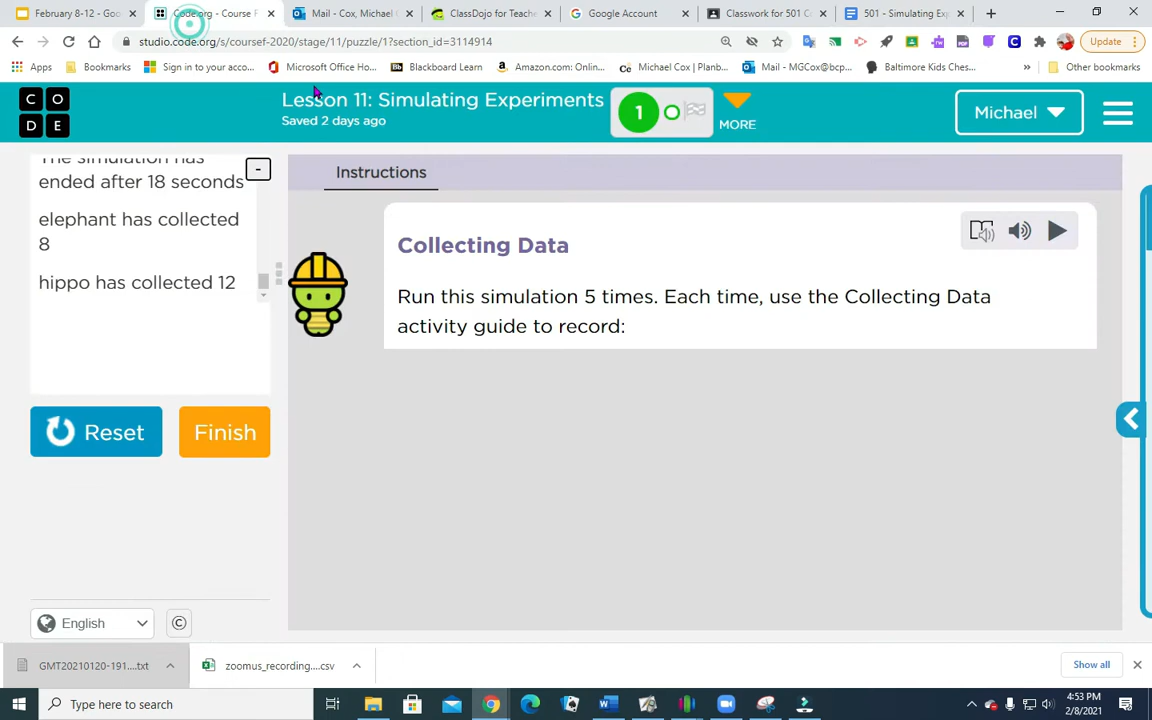 February 8-12 - Goo
Code.org - Course F
Mail - Cox, Michael
ClassDojo for Teache
Google Account
Classwork for 501 Co
501 - Simulating Exp
studio.code.org/s/coursef-2020/stage/11/puzzle/1?section_id=3114914
Update
Apps
Bookmarks
Sign in to your acco...
Microsoft Office Ho...
Blackboard Learn
Amazon.com: Onlin...
Michael Cox | Planb...
Mail - MGCox@bcp...
Baltimore Kids Ches...
Other bookmarks
C O
D E
Lesson 11: Simulating Experiments
Saved 2 days ago
1
MORE
Michael
The simulation has
ended after 18 seconds
elephant has collected
8
hippo has collected 12
-
Reset
Finish
Instructions
Collecting Data
Run this simulation 5 times. Each time, use the Collecting Data
activity guide to record:
English
©
GMT20210120-191....txt
zoomus_recording....csv
Show all
Type here to search
4:53 PM
2/8/2021